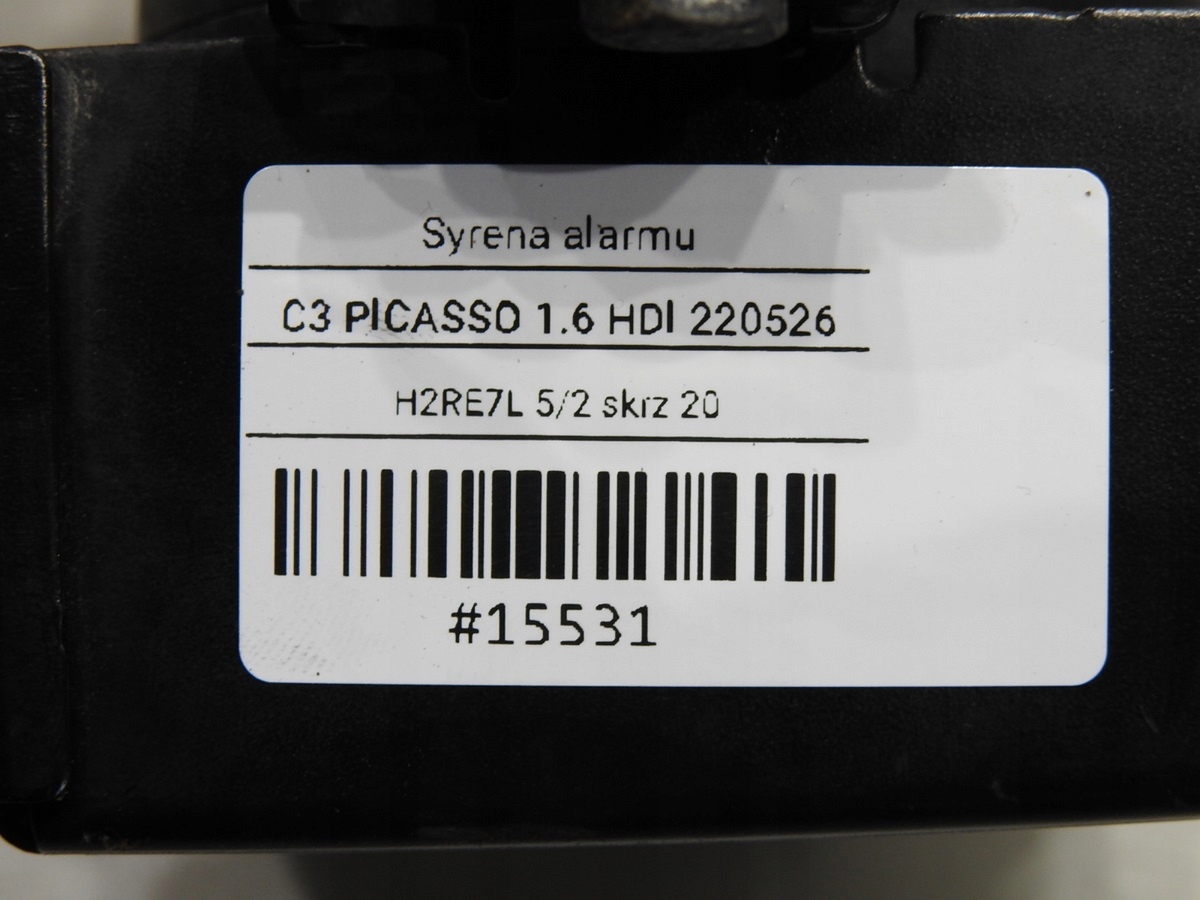 Syrena alarmu
C3 PICASSO 1.6 HDI 220526
H2RE7L 5/2 skrz 20
#15531